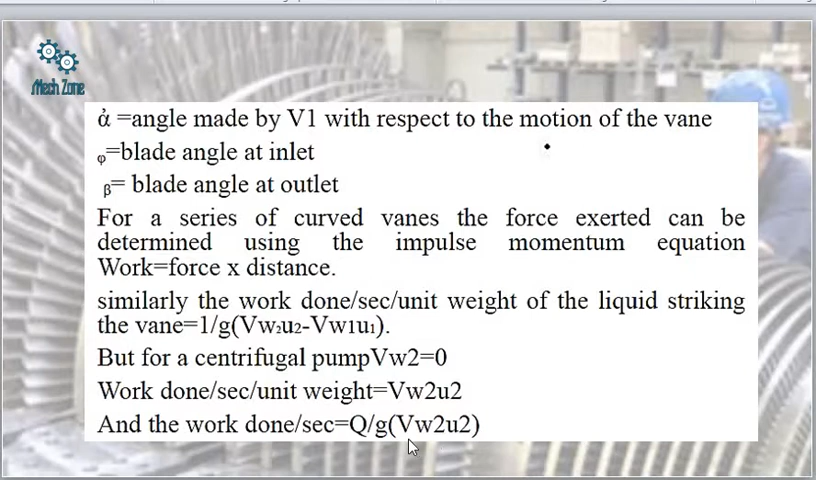 Mech Zone
ἀ =angle made by V1 with respect to the motion of the vane
φ=blade angle at inlet
β= blade angle at outlet
For a series of curved vanes the force exerted can be
determined using the impulse momentum equation
Work=force x distance.
similarly the work done/sec/unit weight of the liquid striking
the vane=1/g(Vw₂u2-Vw1u₁).
But for a centrifugal pumpVw2=0
Work done/sec/unit weight=Vw2u2
And the work done/sec=Q/g(Vw2u2)